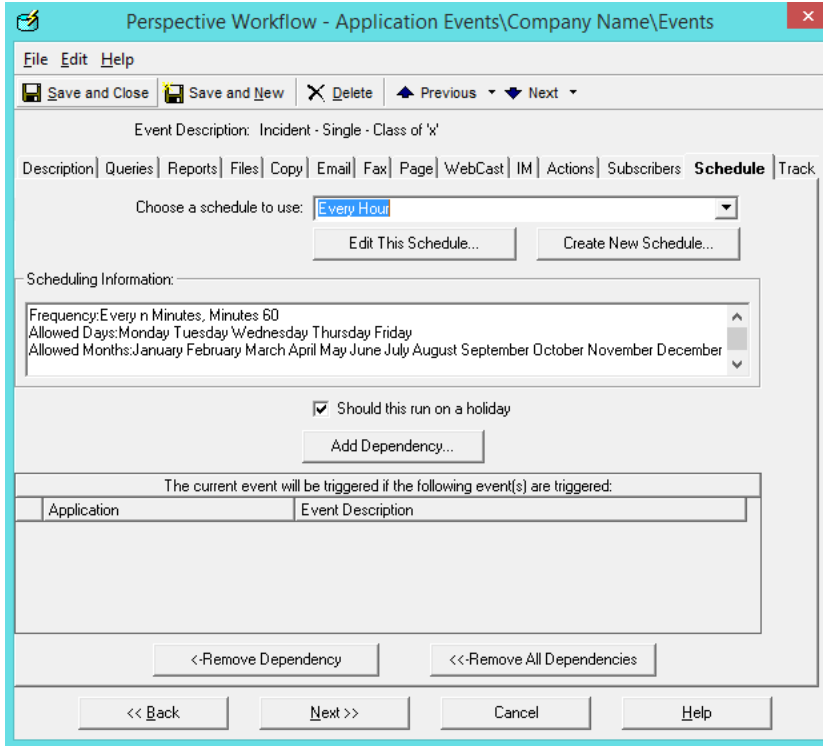 Perspective Workflow - Application Events\Company Name\Events
File Edit Help
Save and Close Save and New Delete Previous Next
Event Description: Incident - Single - Class of 'x'
Description Queries Reports Files Copy Email Fax Page WebCast IM Actions Subscribers Schedule Track
Choose a schedule to use: Every Hour
Edit This Schedule... Create New Schedule...
Scheduling Information:
Frequency:Every n Minutes, Minutes 60
Allowed Days:Monday Tuesday Wednesday Thursday Friday
Allowed Months:January February March April May June July August September October November December
Should this run on a holiday
Add Dependency...
The current event will be triggered if the following event(s) are triggered:
Application Event Description
<-Remove Dependency <<-Remove All Dependencies
<< Back Next >> Cancel Help